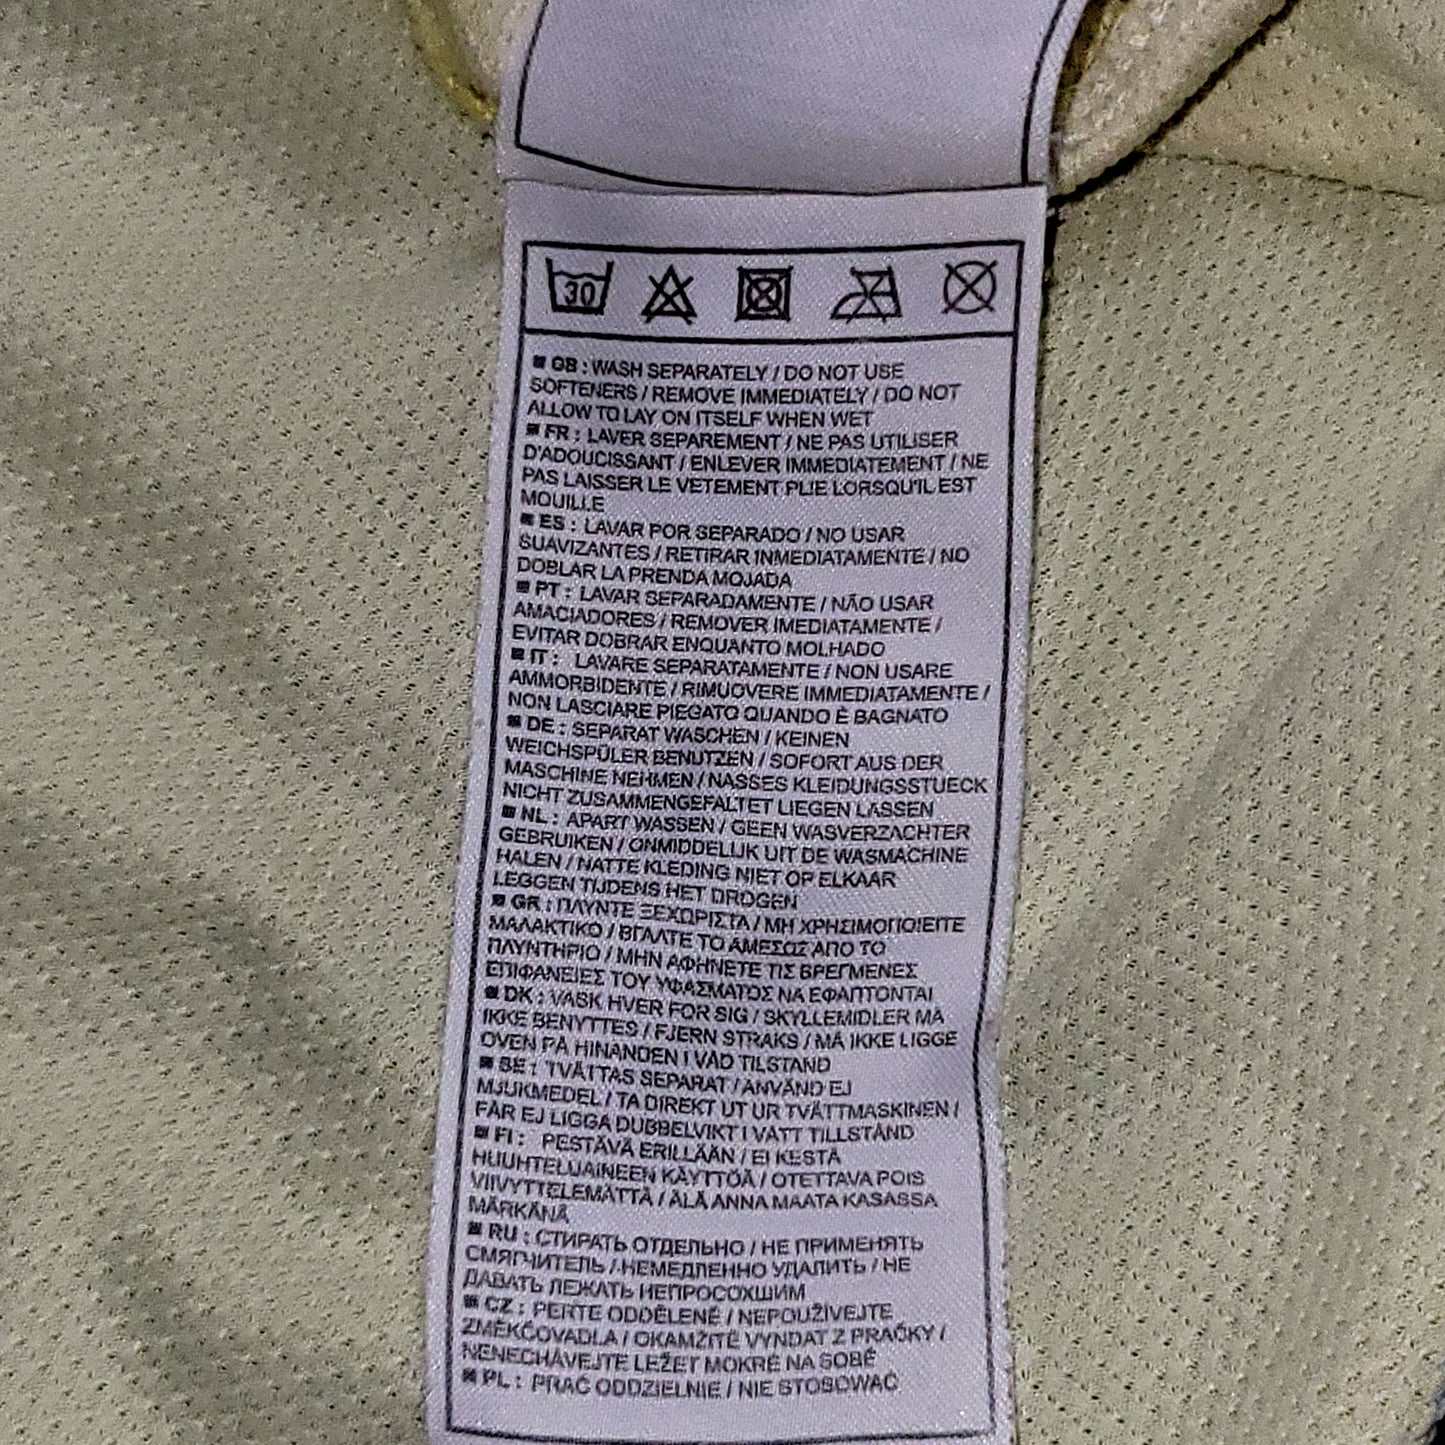 30
■ GB : WASH SEPARATELY / DO NOT USE
SOFTENERS / REMOVE IMMEDIATELY / DO NOT
ALLOW TO LAY ON ITSELF WHEN WET
■ FR : LAVER SEPAREMENT / NE PAS UTILISER
D'ADOUCISSANT / ENLEVER IMMEDIATEMENT / NE
PAS LAISSER LE VETEMENT PLIE LORSQU'IL EST
MOUILLE
■ ES : LAVAR POR SEPARADO / NO USAR
SUAVIZANTES / RETIRAR INMEDIATAMENTE / NO
DOBLAR LA PRENDA MOJADA
■ PT : LAVAR SEPARADAMENTE / NÃO USAR
AMACIADORES / REMOVER IMEDIATAMENTE /
EVITAR DOBRAR ENQUANTO MOLHADO
■ IT : LAVARE SEPARATAMENTE / NON USARE
AMMORBIDENTE / RIMUOVERE IMMEDIATAMENTE /
NON LASCIARE PIEGATO QUANDO È BAGNATO
■ DE : SEPARAT WASCHEN / KEINEN
WEICHSPÜLER BENUTZEN / SOFORT AUS DER
MASCHINE NEHMEN / NASSES KLEIDUNGSSTUECK
NICHT ZUSAMMENGEFALTET LIEGEN LASSEN
■ NL : APART WASSEN / GEEN WASVERZACHTER
GEBRUIKEN / ONMIDDELIJK UIT DE WASMACHINE
HALEN / NATTE KLEDING NIET OP ELKAAR
LEGGEN TIJDENS HET DROGEN
■ GR : ΠΛΥΝΤΕ ΞΕΧΩΡΙΣΤΑ / ΜΗ ΧΡΗΣΙΜΟΠΟΙΕΙΤΕ
ΜΑΛΑΚΤΙΚΟ / ΒΓΑΛΤΕ ΤΟ ΑΜΕΣΩΣ ΑΠΟ ΤΟ
ΠΛΥΝΤΗΡΙΟ / ΜΗΝ ΑΦΗΝΕΤΕ ΤΙΣ ΒΡΕΓΜΕΝΕΣ
ΕΠΙΦΑΝΕΙΕΣ ΤΟΥ ΥΦΑΣΜΑΤΟΣ ΝΑ ΕΦΑΠΤΟΝΤΑΙ
■ DK : VASK HVER FOR SIG / SKYLLEMIDLER MÅ
IKKE BENYTTES / FJERN STRAKS / MÅ IKKE LIGGE
OVEN PÅ HINANDEN I VÅD TILSTAND
■ SE : TVÄTTAS SEPARAT / ANVÄND EJ
MJUKMEDEL / TA DIREKT UT UR TVÄTTMASKINEN /
FÅR EJ LIGGA DUBBELVIKT I VÅTT TILLSTÅND
■ FI : PESTÄVÄ ERILLÄÄN / EI KESTÄ
HUUHTELUAINEEN KÄYTTÖÄ / OTETTAVA POIS
VIIVYTTELEMÄTTÄ / ÄLÄ ANNA MAATA KASASSA
MÄRKÄNÄ
■ RU : СТИРАТЬ ОТДЕЛЬНО / НЕ ПРИМЕНЯТЬ
СМЯГЧИТЕЛЬ / НЕМЕДЛЕННО УДАЛИТЬ / НЕ
ДАВАТЬ ЛЕЖАТЬ НЕПРОСОХШИМ
■ CZ : PERTE ODDĚLENĚ / NEPOUŽÍVEJTE
ZMĚKČOVADLA / OKAMŽITĚ VYNDAT Z PRAČKY /
NENECHÁVEJTE LEŽET MOKRÉ NA SOBĚ
■ PL : PRAĆ ODDZIELNIE / NIE STOSOWAĆ